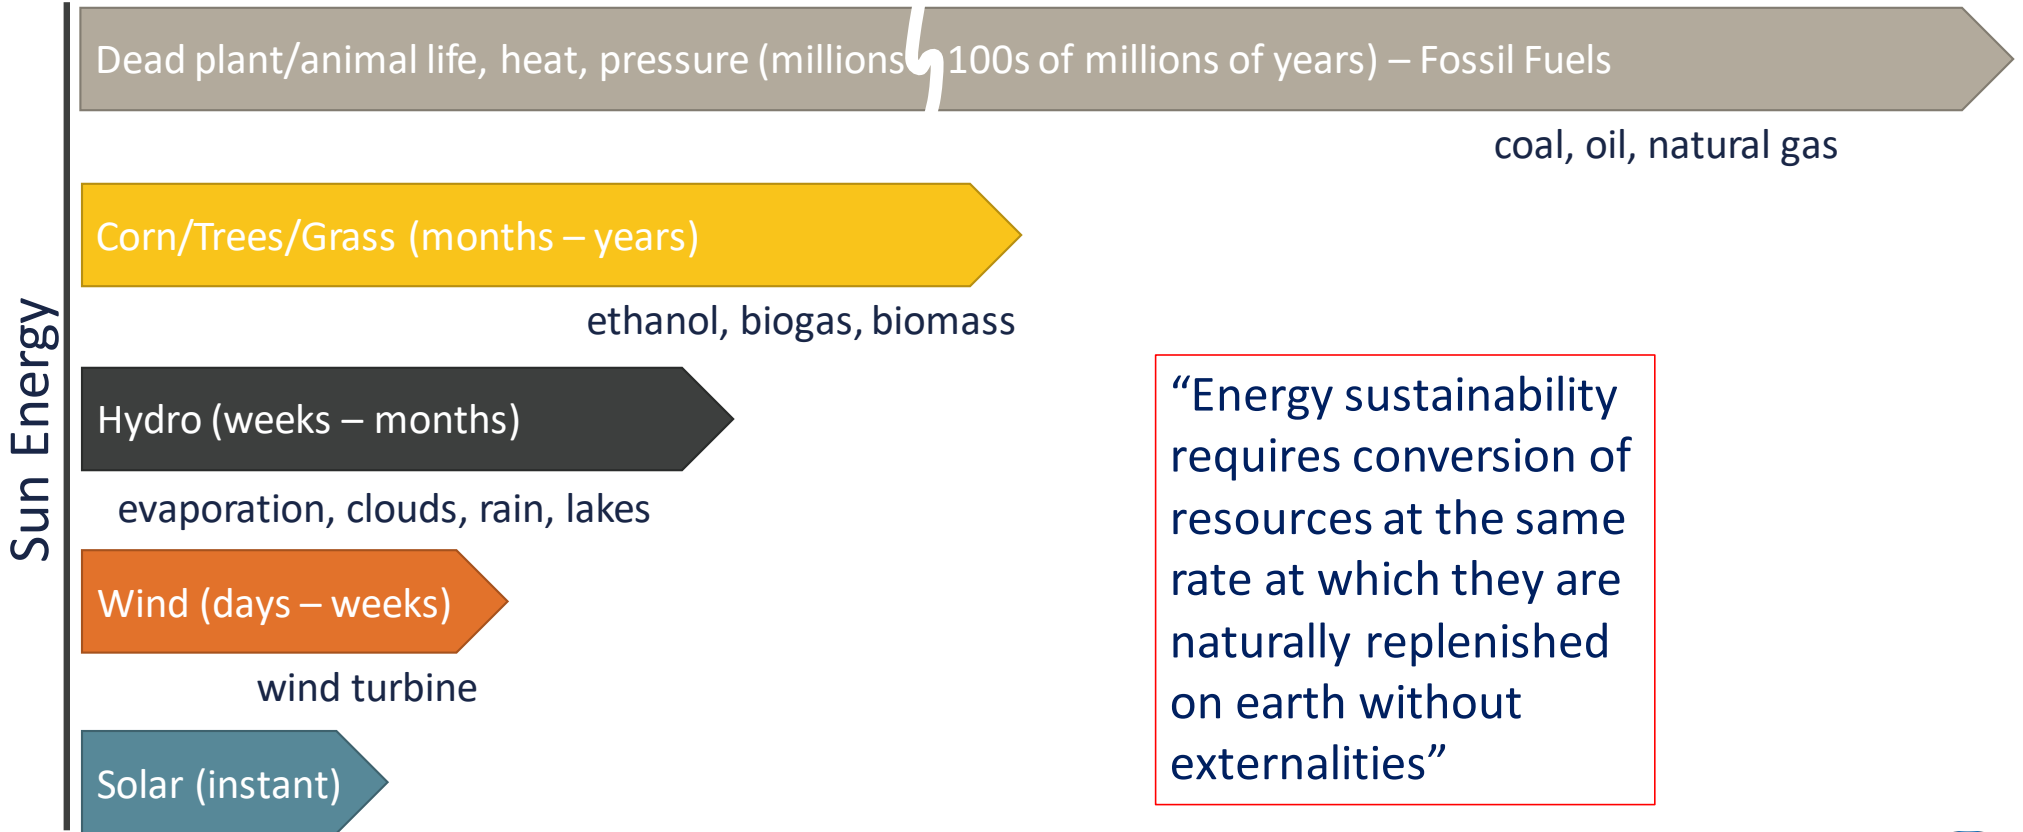 Dead plant/animal life, heat, pressure (millions 100s of millions of years) – Fossil Fuels
coal, oil, natural gas
Corn/Trees/Grass (months – years)
ethanol, biogas, biomass
Sun Energy
Hydro (weeks – months)
evaporation, clouds, rain, lakes
Wind (days – weeks)
wind turbine
Solar (instant)
“Energy sustainability
requires conversion of
resources at the same
rate at which they are
naturally replenished
on earth without
externalities”